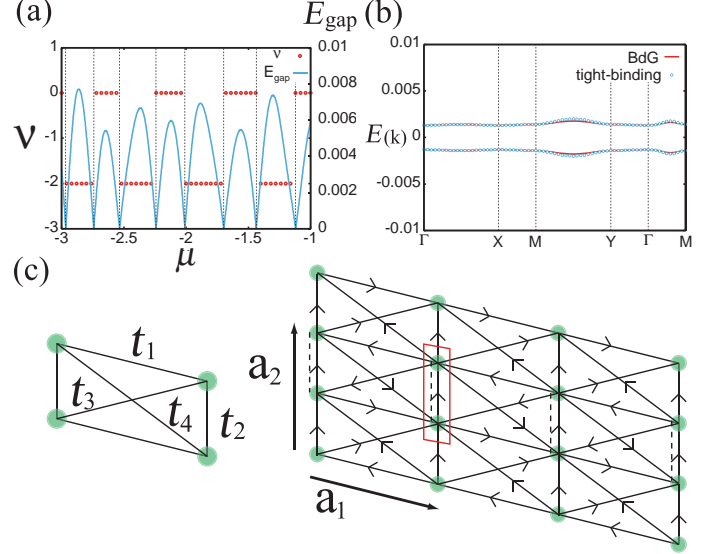 (a)
E_gap
ν
E_gap
ν
0
-1
-2
-3
0.01
0.008
0.006
0.004
0.002
0
-3 -2.5 -2 -1.5 -1
μ
(b)
BdG
tight-binding
E(k)
0.01
0.005
0
-0.005
-0.01
Γ X M Y Γ M
(c)
t₁
t₃
t₄
t₂
a₂
a₁